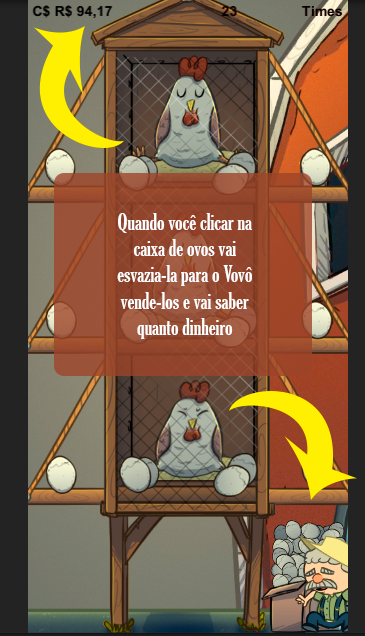 C$ R$ 94,17 23 Times
Quando você clicar na
caixa de ovos vai
esvazia-la para o Vovô
vende-los e vai saber
quanto dinheiro